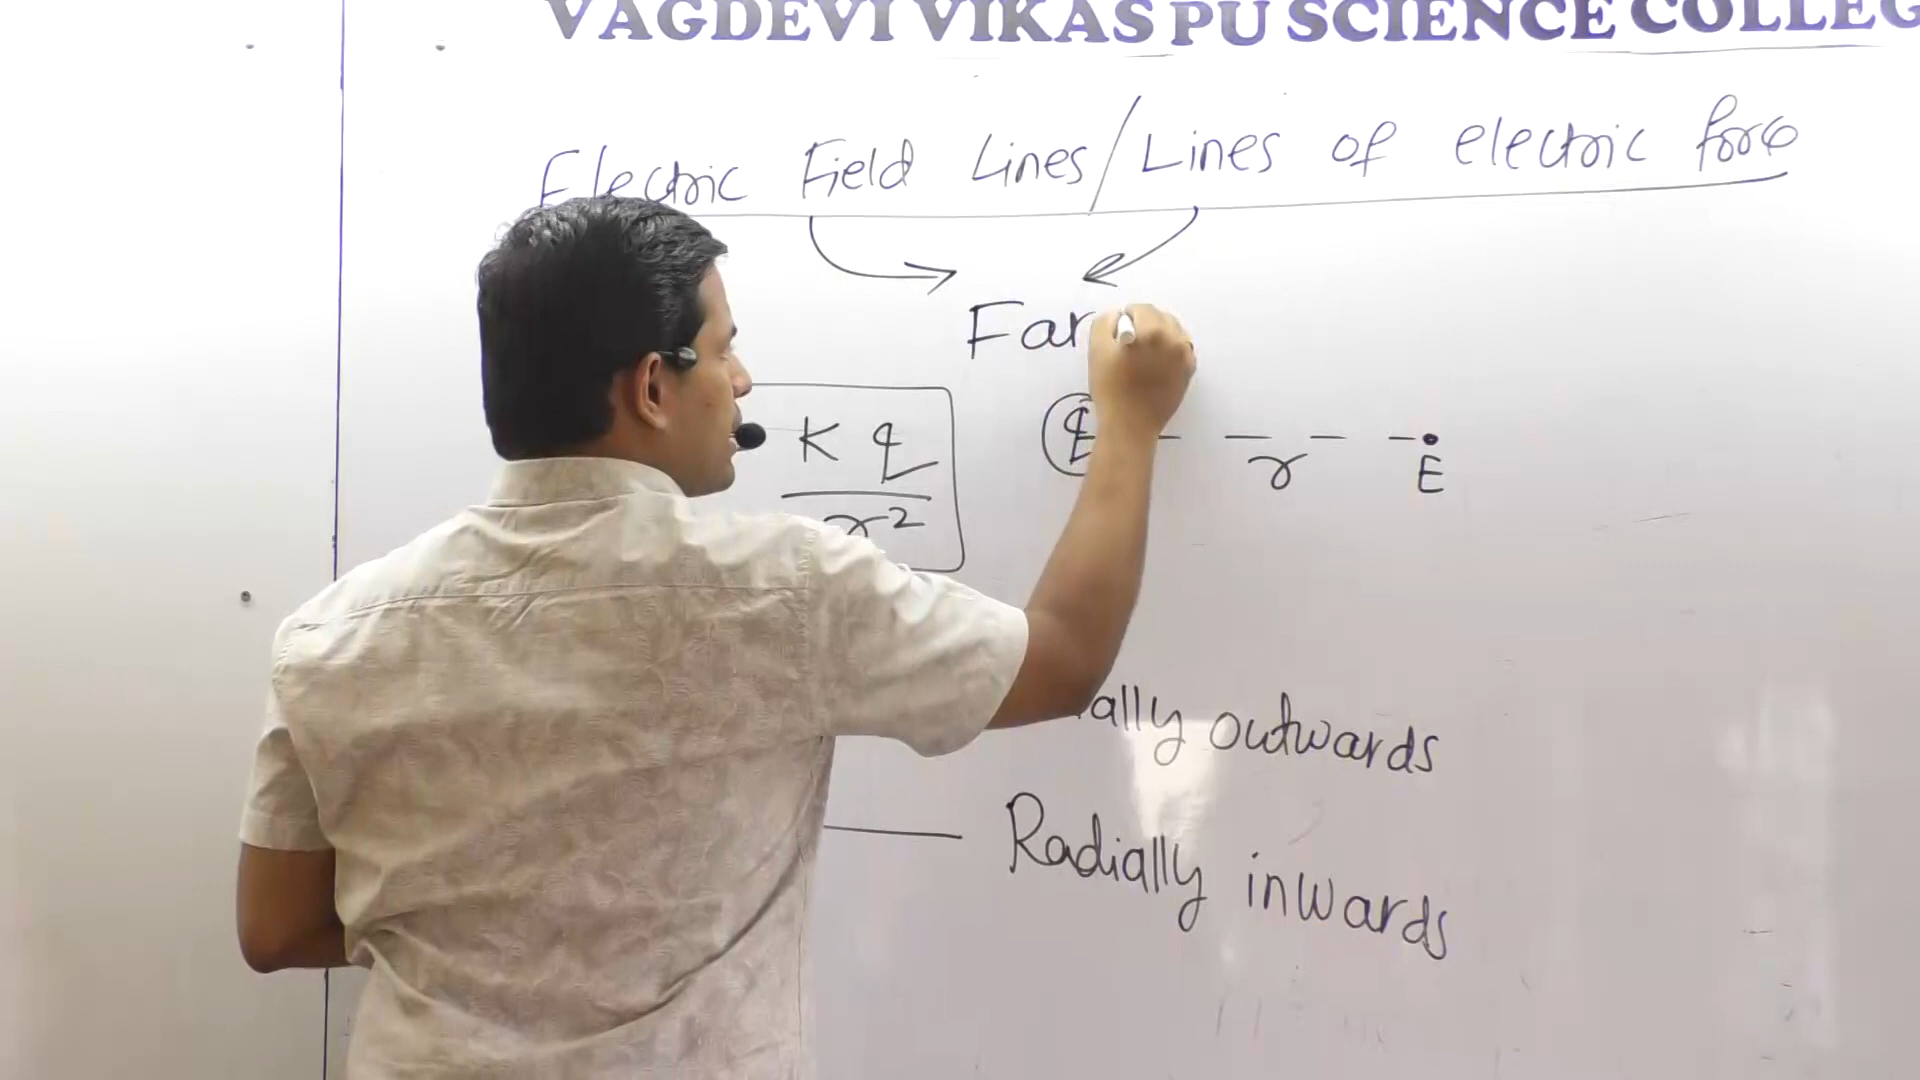 VAGDEVI VIKAS PU SCIENCE COLLEG
Electric Field Lines/Lines of electric force
Far
K q
r²
q
r
E
ally outwards
Radially inwards